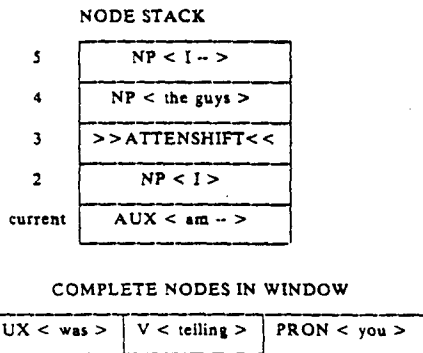 NODE STACK
5 NP < I -- >
4 NP < the guys >
3 >>ATTENSHIFT<<
2 NP < I >
current AUX < am -- >
COMPLETE NODES IN WINDOW
UX < was > V < telling > PRON < you >